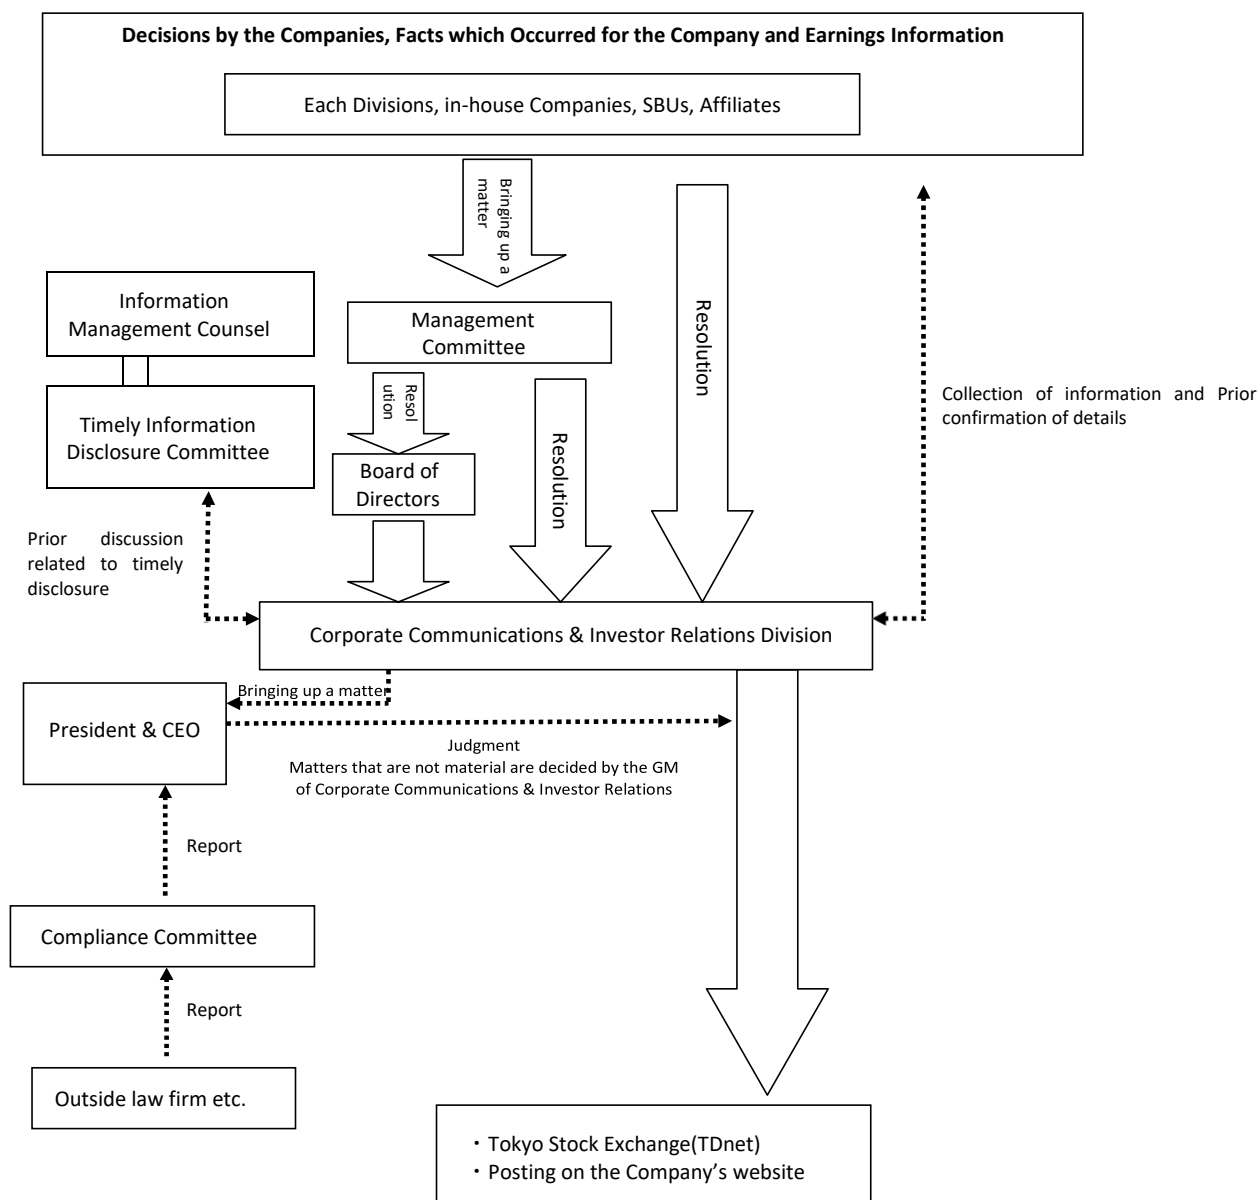 Decisions by the Companies, Facts which Occurred for the Company and Earnings Information
Each Divisions, in-house Companies, SBUs, Affiliates
Bringing up a
matter
Resolution
Information
Management Counsel
Management
Committee
Collection of information and Prior
confirmation of details
Timely Information
Disclosure Committee
Resol
ution
Resolution
Board of
Directors
Prior discussion
related to timely
disclosure
Corporate Communications & Investor Relations Division
Bringing up a matter
President & CEO
Judgment
Matters that are not material are decided by the GM
of Corporate Communications & Investor Relations
Report
Compliance Committee
Report
Outside law firm etc.
・Tokyo Stock Exchange(TDnet)
・Posting on the Company’s website